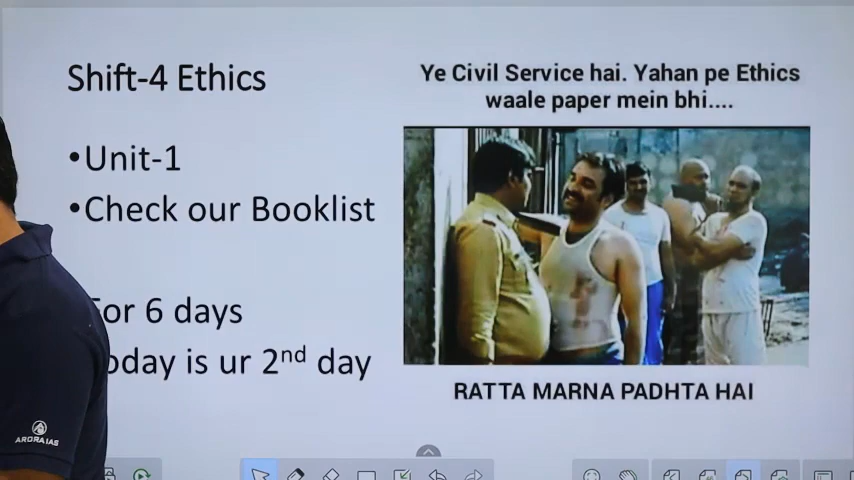 Shift-4 Ethics
•Unit-1
•Check our Booklist
For 6 days
oday is ur 2nd day
Ye Civil Service hai. Yahan pe Ethics
waale paper mein bhi....
RATTA MARNA PADHTA HAI
ARORA IAS